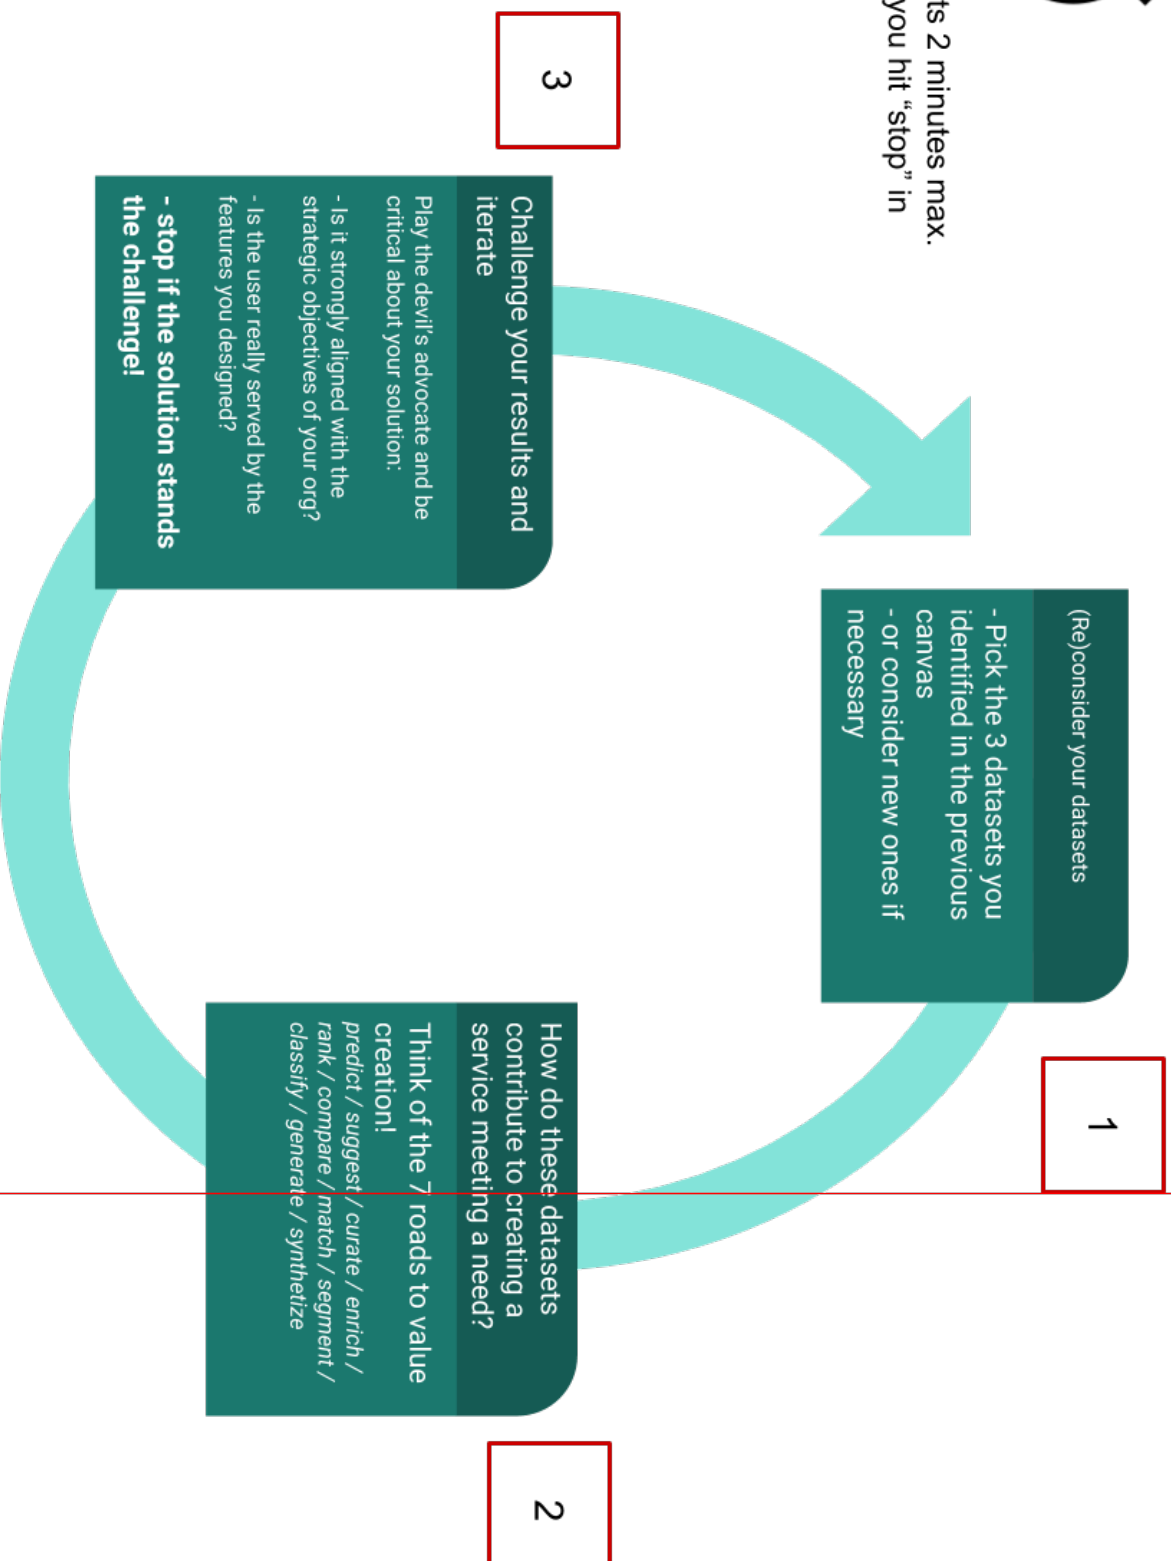 ts 2 minutes max.
you hit “stop” in
1
(Re)consider your datasets
- Pick the 3 datasets you
identified in the previous
canvas
- or consider new ones if
necessary
2
How do these datasets
contribute to creating a
service meeting a need?
Think of the 7 roads to value
creation!
predict / suggest / curate / enrich /
rank / compare / match / segment /
classify / generate / synthetize
3
Challenge your results and
iterate
Play the devil’s advocate and be
critical about your solution:
- Is it strongly aligned with the
strategic objectives of your org?
- Is the user really served by the
features you designed?
- stop if the solution stands
the challenge!